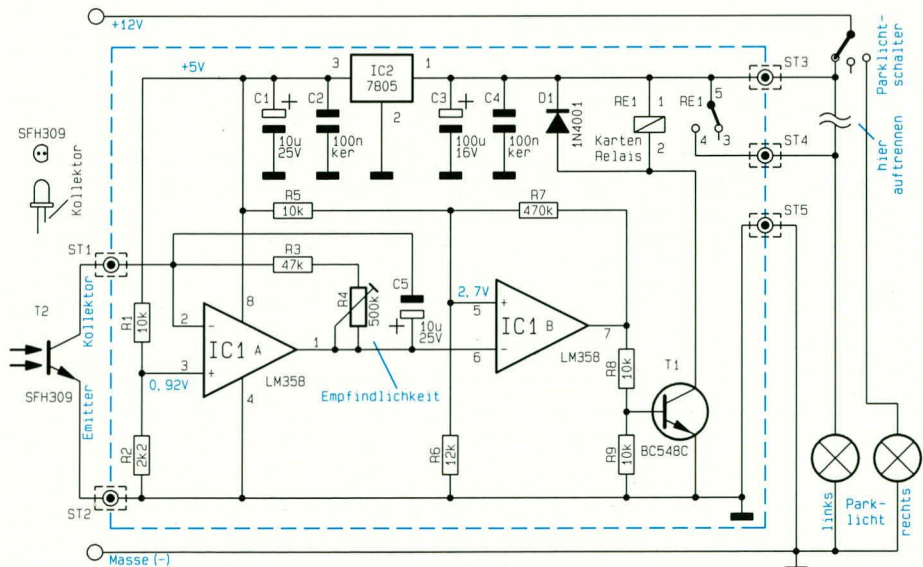 +12V
+5V
3
IC2
7805
1
2
C1
+
10u
25V
C2
100n
ker
C3
+
100u
16V
C4
100n
ker
D1
1N4001
RE1
1
2
Karten
Relais
RE1
5
4
3
ST3
ST4
ST5
Parklicht-
schalter
hier
auftrennen
SFH309
Kollektor
ST1
R5
10k
R7
470k
R3
47k
R4
500k
C5
+
10u
25V
T2
Kollektor
R1
10k
2
-
8
IC1 A
1
3
+
4
LM358
0,92V
Empfindlichkeit
2,7V
5
+
IC1 B
7
6
-
LM358
R8
10k
T1
BC548C
SFH309
Emitter
R2
2k2
R6
12k
R9
10k
ST2
links
Park-
licht
rechts
Masse (-)